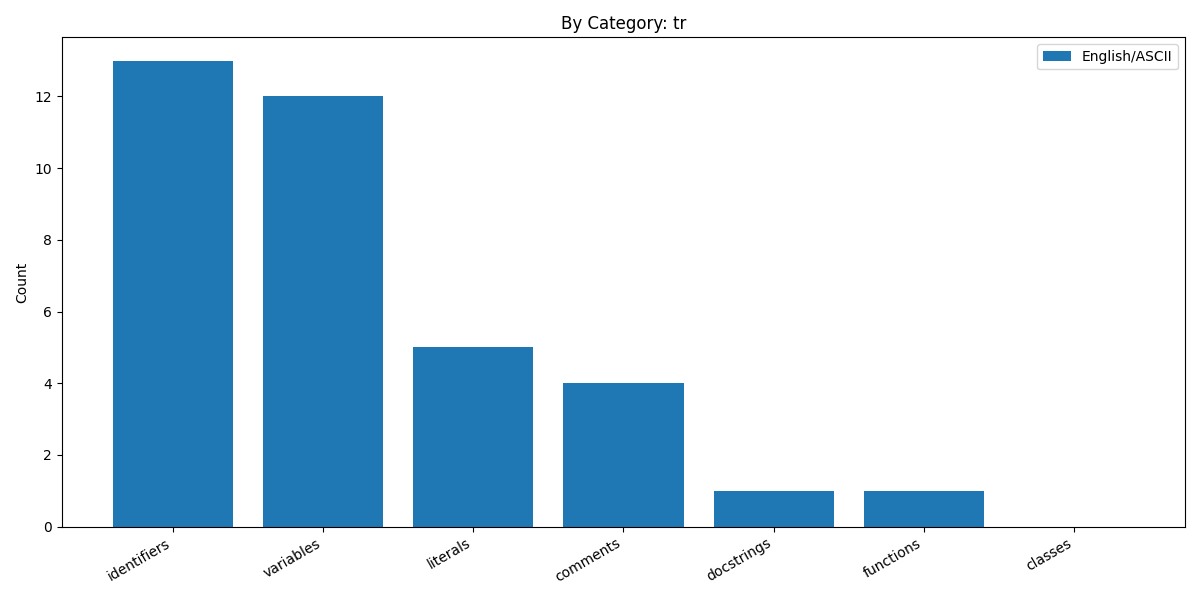 By Category: tr
English/ASCII
Count
12
10
8
6
4
2
0
identifiers
variables
literals
comments
docstrings
functions
classes